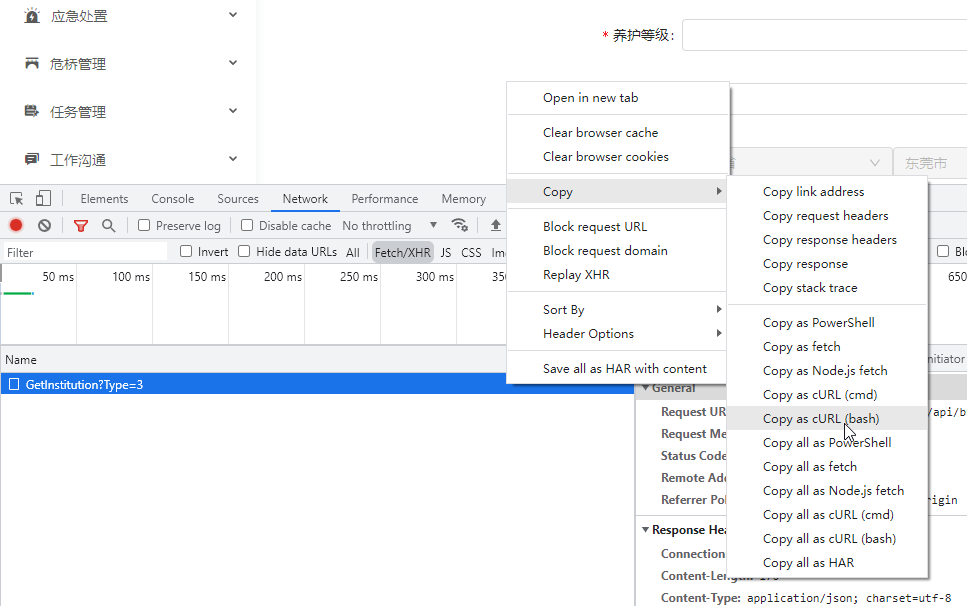 应急处置
危桥管理
任务管理
工作沟通
* 养护等级：
东莞市
Elements Console Sources Network Performance Memory
Preserve log Disable cache No throttling
Filter Invert Hide data URLs All Fetch/XHR JS CSS
50 ms 100 ms 150 ms 200 ms 250 ms 300 ms 650
Name
GetInstitution?Type=3
Open in new tab
Clear browser cache
Clear browser cookies
Copy
Block request URL
Block request domain
Replay XHR
Sort By
Header Options
Save all as HAR with content
Copy link address
Copy request headers
Copy response headers
Copy response
Copy stack trace
Copy as PowerShell
Copy as fetch
Copy as Node.js fetch
Copy as cURL (cmd)
Copy as cURL (bash)
Copy all as PowerShell
Copy all as fetch
Copy all as Node.js fetch
Copy all as cURL (cmd)
Copy all as cURL (bash)
Copy all as HAR
nitiator
General
Request UR /api/b
Request Me
Status Code
Remote Add
Referrer Pol rigin
Response Hea
Connection
Content-Type: application/json; charset=utf-8